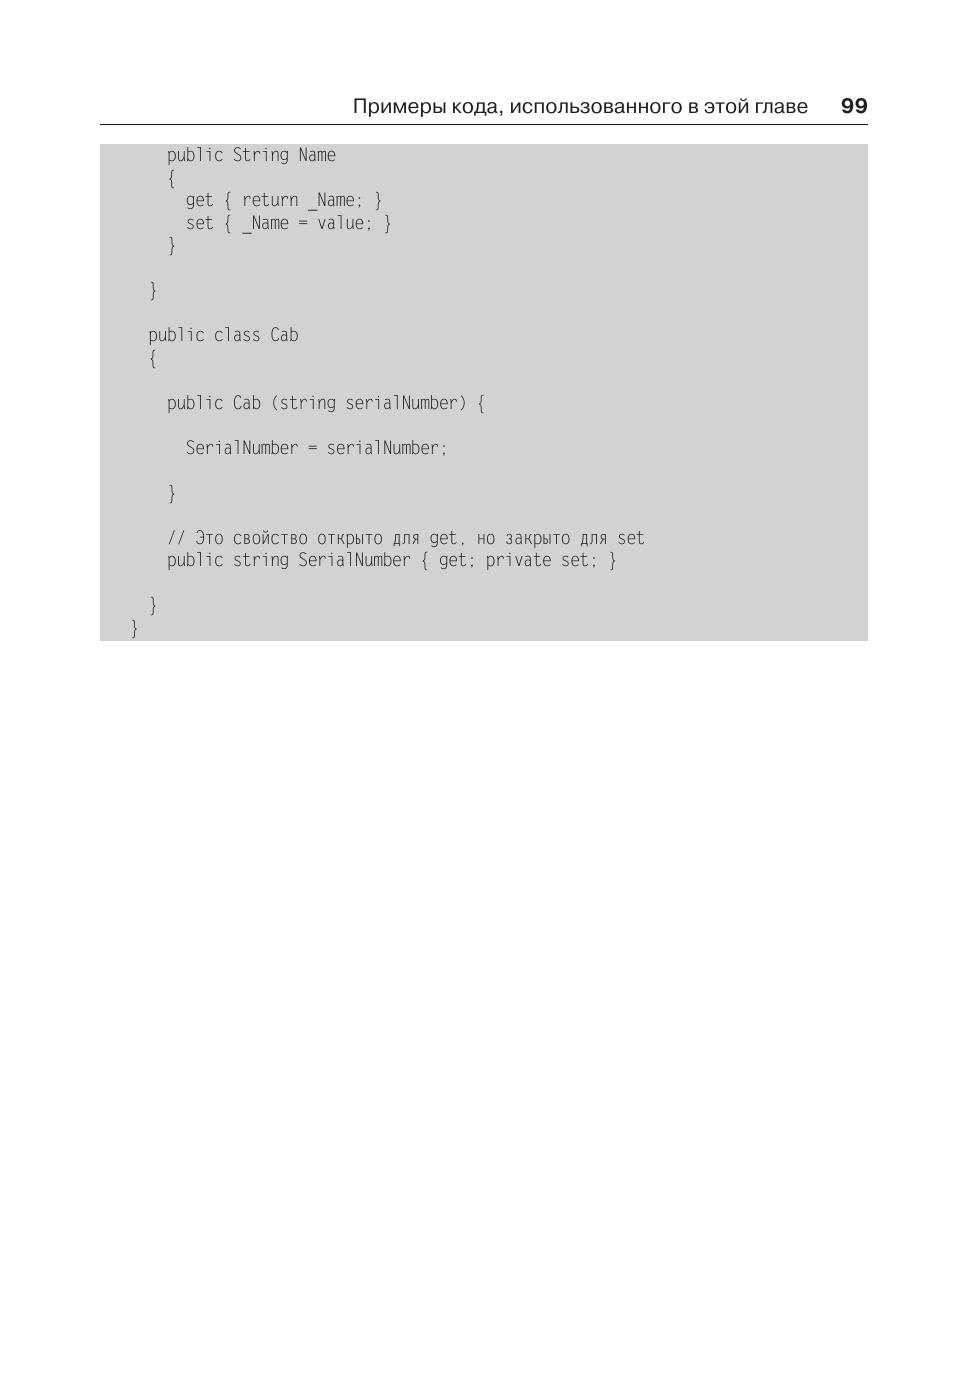 Примеры кода, использованного в этой главе 99
public String Name
{
get { return _Name; }
set { _Name = value; }
}
}
public class Cab
{
public Cab (string serialNumber) {
SerialNumber = serialNumber;
}
// Это свойство открыто для get, но закрыто для set
public string SerialNumber { get; private set; }
}
}